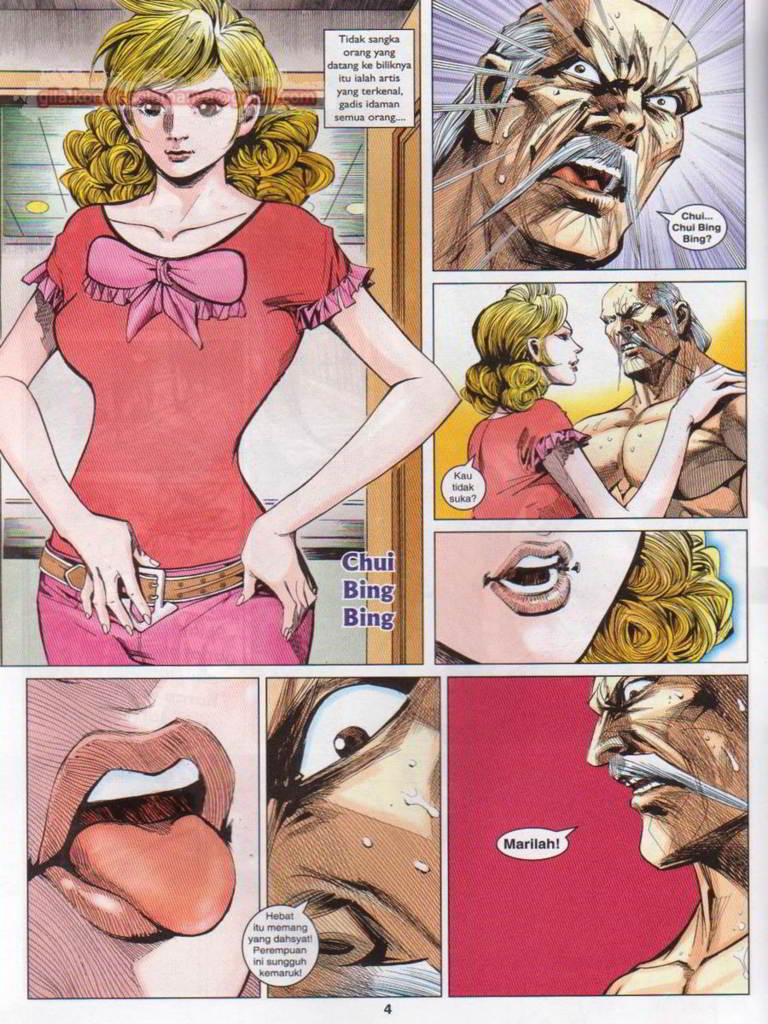 Tidak sangka
orang yang
datang ke biliknya
itu ialah artis
yang terkenal,
gadis idaman
semua orang....
Chui
Bing
Bing
Chui...
Chui Bing
Bing?
Kau
tidak
suka?
Hebat
itu memang
yang dahsyat!
Perempuan
ini sungguh
kemaruk!
Marilah!
4